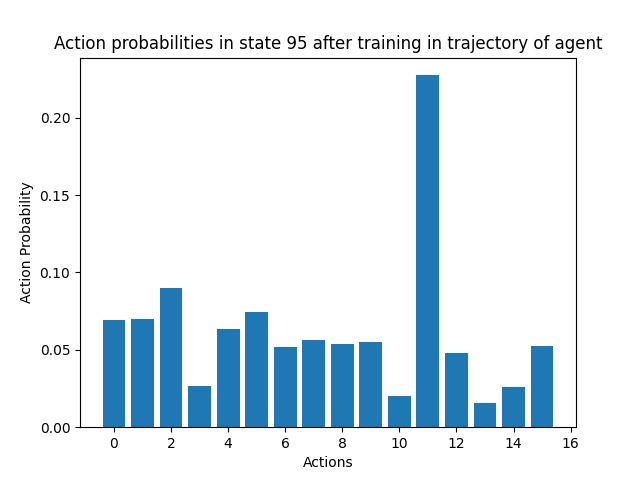 Action probabilities in state 95 after training in trajectory of agent
0.20
0.15
0.10
0.05
0.00
Action Probability
0 2 4 6 8 10 12 14 16
Actions